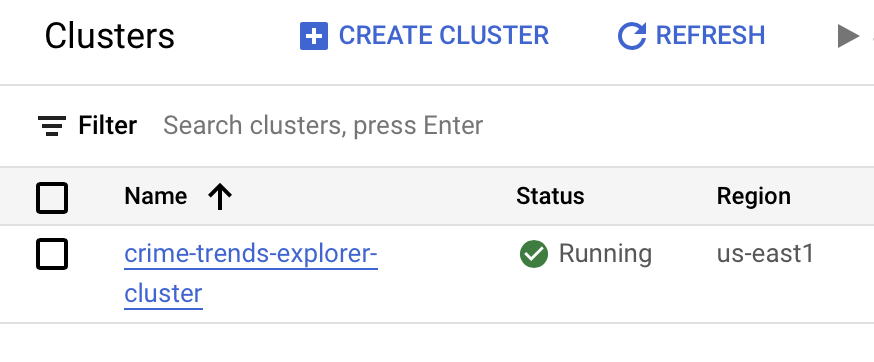 Clusters CREATE CLUSTER REFRESH
Filter Search clusters, press Enter
Name Status Region
crime-trends-explorer- Running us-east1
cluster